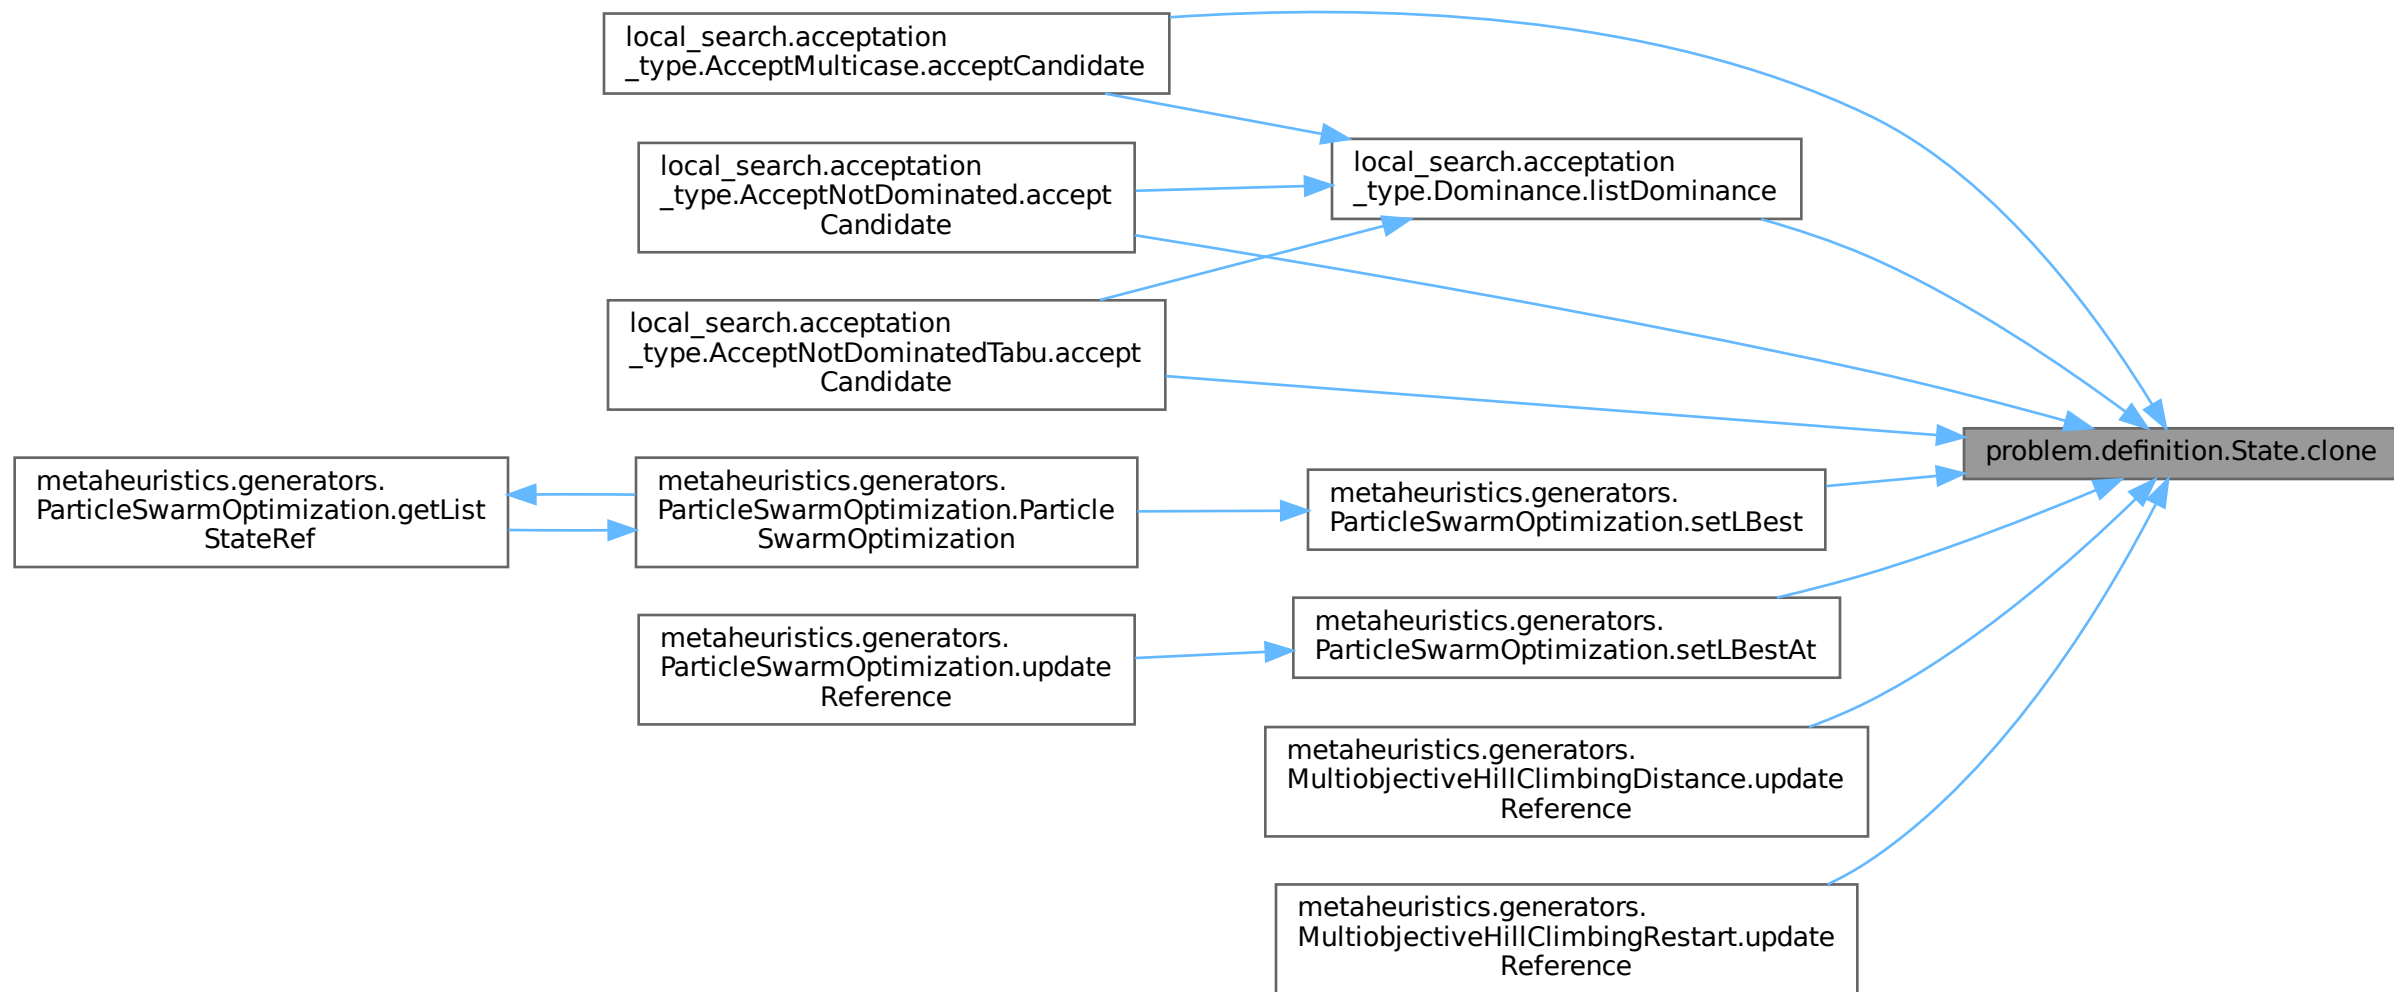 local_search.acceptation
_type.AcceptMulticase.acceptCandidate
local_search.acceptation
_type.AcceptNotDominated.accept
Candidate
local_search.acceptation
_type.Dominance.listDominance
local_search.acceptation
_type.AcceptNotDominatedTabu.accept
Candidate
problem.definition.State.clone
metaheuristics.generators.
ParticleSwarmOptimization.getList
StateRef
metaheuristics.generators.
ParticleSwarmOptimization.Particle
SwarmOptimization
metaheuristics.generators.
ParticleSwarmOptimization.setLBest
metaheuristics.generators.
ParticleSwarmOptimization.update
Reference
metaheuristics.generators.
ParticleSwarmOptimization.setLBestAt
metaheuristics.generators.
MultiobjectiveHillClimbingDistance.update
Reference
metaheuristics.generators.
MultiobjectiveHillClimbingRestart.update
Reference